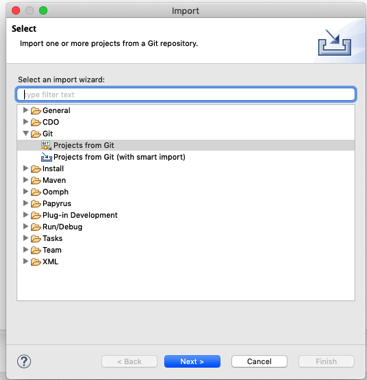 Import
Select
Import one or more projects from a Git repository.
Select an import wizard:
type filter text
General
CDO
Git
Projects from Git
Projects from Git (with smart import)
Install
Maven
Oomph
Papyrus
Plug-in Development
Run/Debug
Tasks
Team
XML
?
< Back
Next >
Cancel
Finish